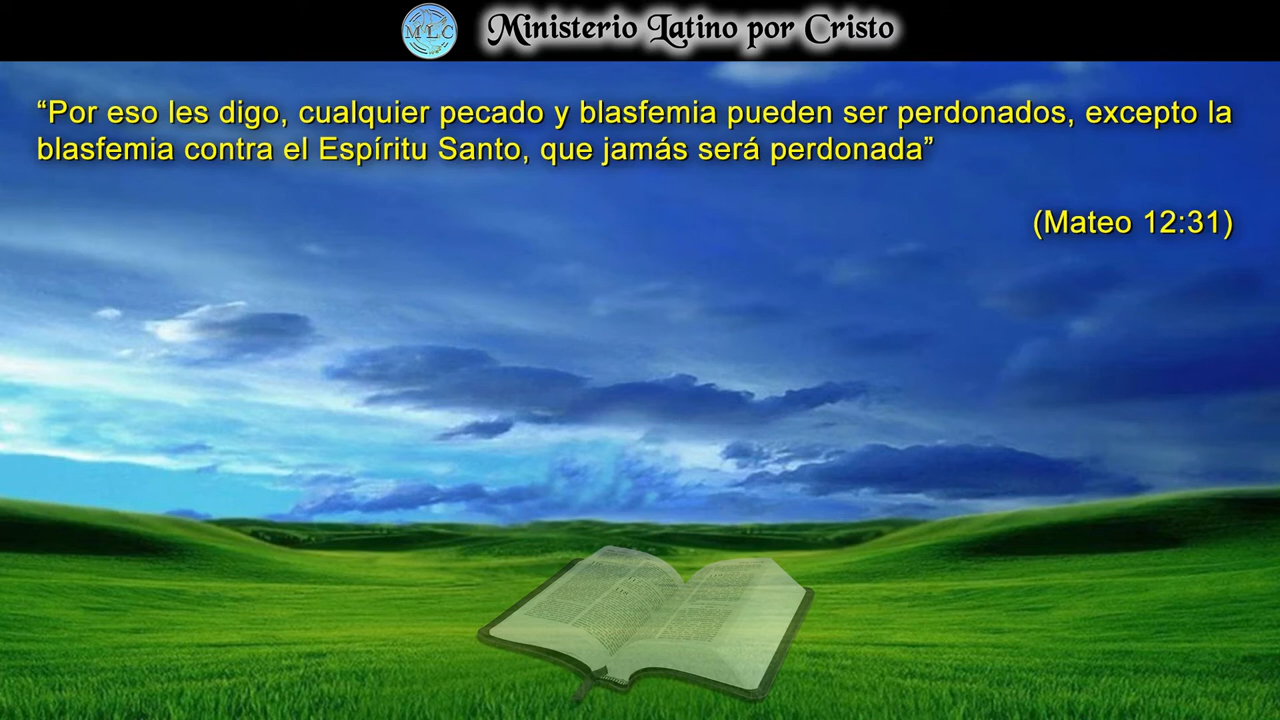 MLC
Ministerio Latino por Cristo
“Por eso les digo, cualquier pecado y blasfemia pueden ser perdonados, excepto la
blasfemia contra el Espíritu Santo, que jamás será perdonada”
(Mateo 12:31)